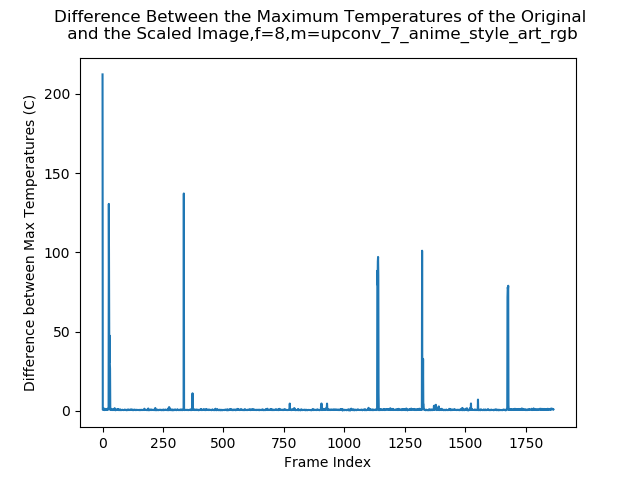 Difference Between the Maximum Temperatures of the Original
and the Scaled Image,f=8,m=upconv_7_anime_style_art_rgb
Difference between Max Temperatures (C)
200
150
100
50
0
0 250 500 750 1000 1250 1500 1750
Frame Index